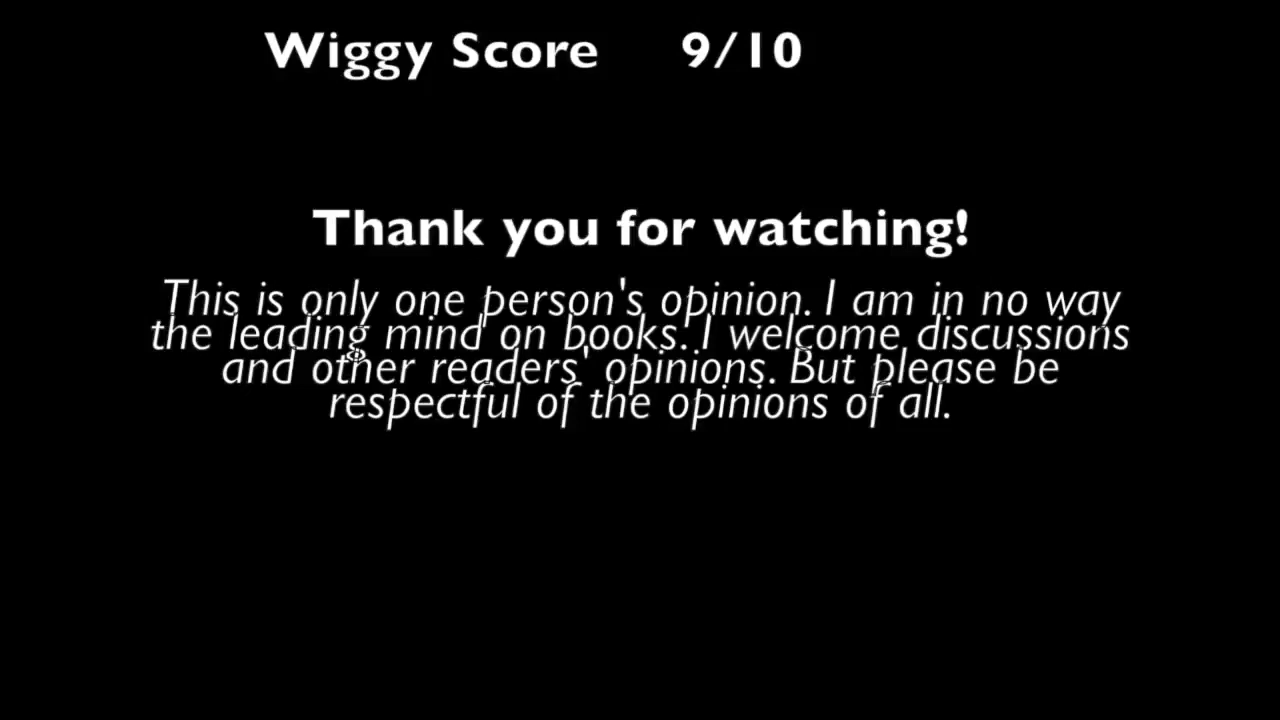 Wiggy Score 9/10
Thank you for watching!
This is only one person's opinion. I am in no way
the leading mind on books. I welcome discussions
and other readers' opinions. But please be
respectful of the opinions of all.